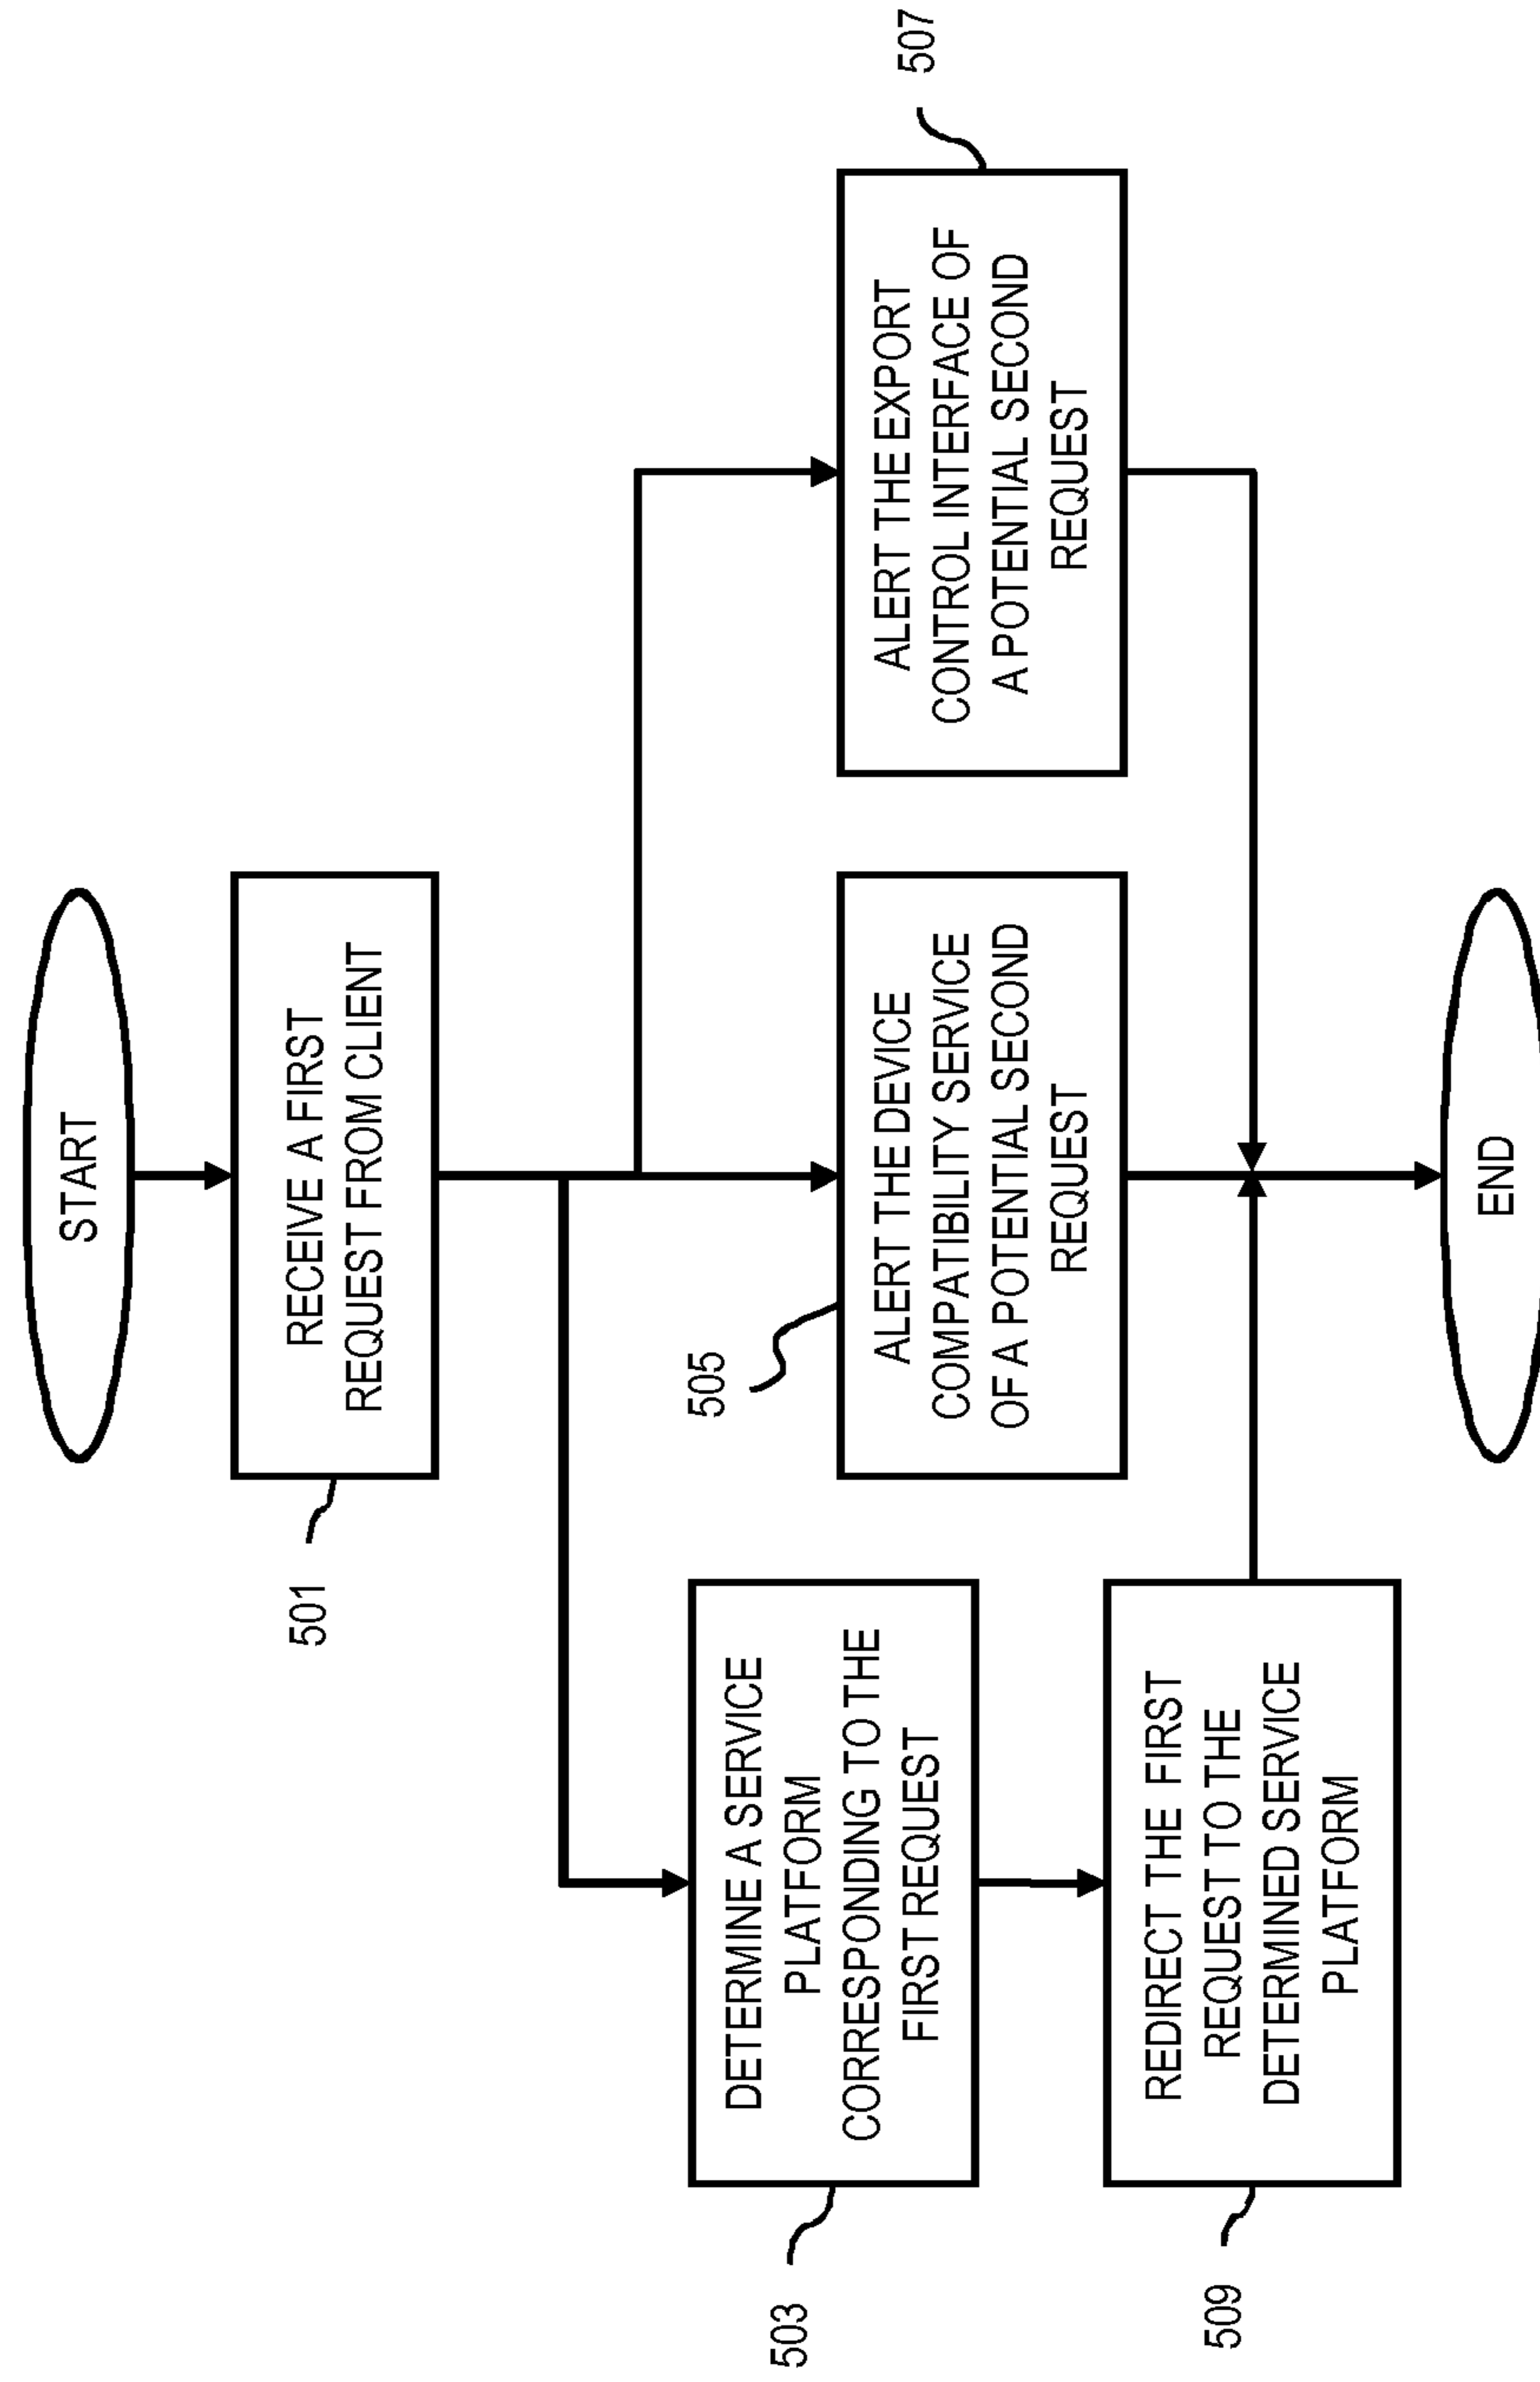 START
RECEIVE A FIRST
REQUEST FROM CLIENT
501
DETERMINE A SERVICE
PLATFORM
CORRESPONDING TO THE
FIRST REQUEST
503
ALERT THE DEVICE
COMPATIBILITY SERVICE
OF A POTENTIAL SECOND
REQUEST
505
ALERT THE EXPORT
CONTROL INTERFACE OF
A POTENTIAL SECOND
REQUEST
507
REDIRECT THE FIRST
REQUEST TO THE
DETERMINED SERVICE
PLATFORM
509
END